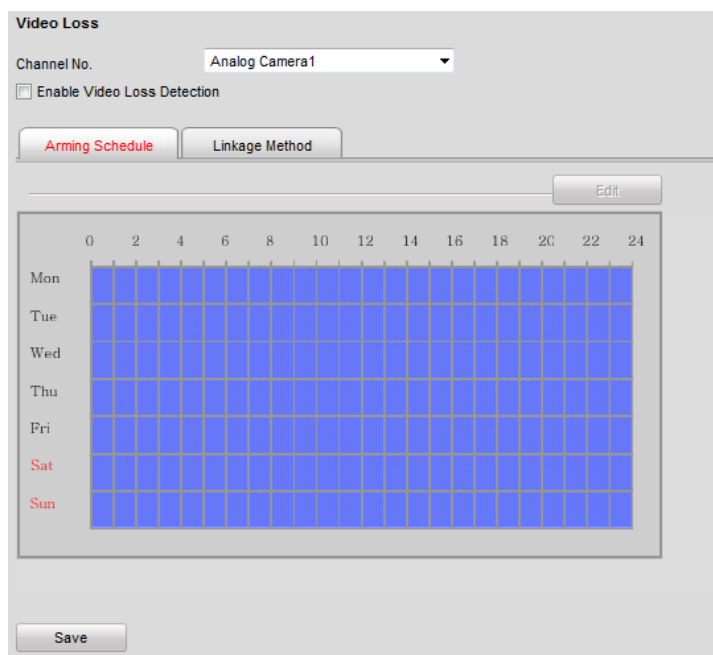 Video Loss
Channel No. Analog Camera1
Enable Video Loss Detection
Arming Schedule Linkage Method
Edit
0 2 4 6 8 10 12 14 16 18 20 22 24
Mon
Tue
Wed
Thu
Fri
Sat
Sun
Save